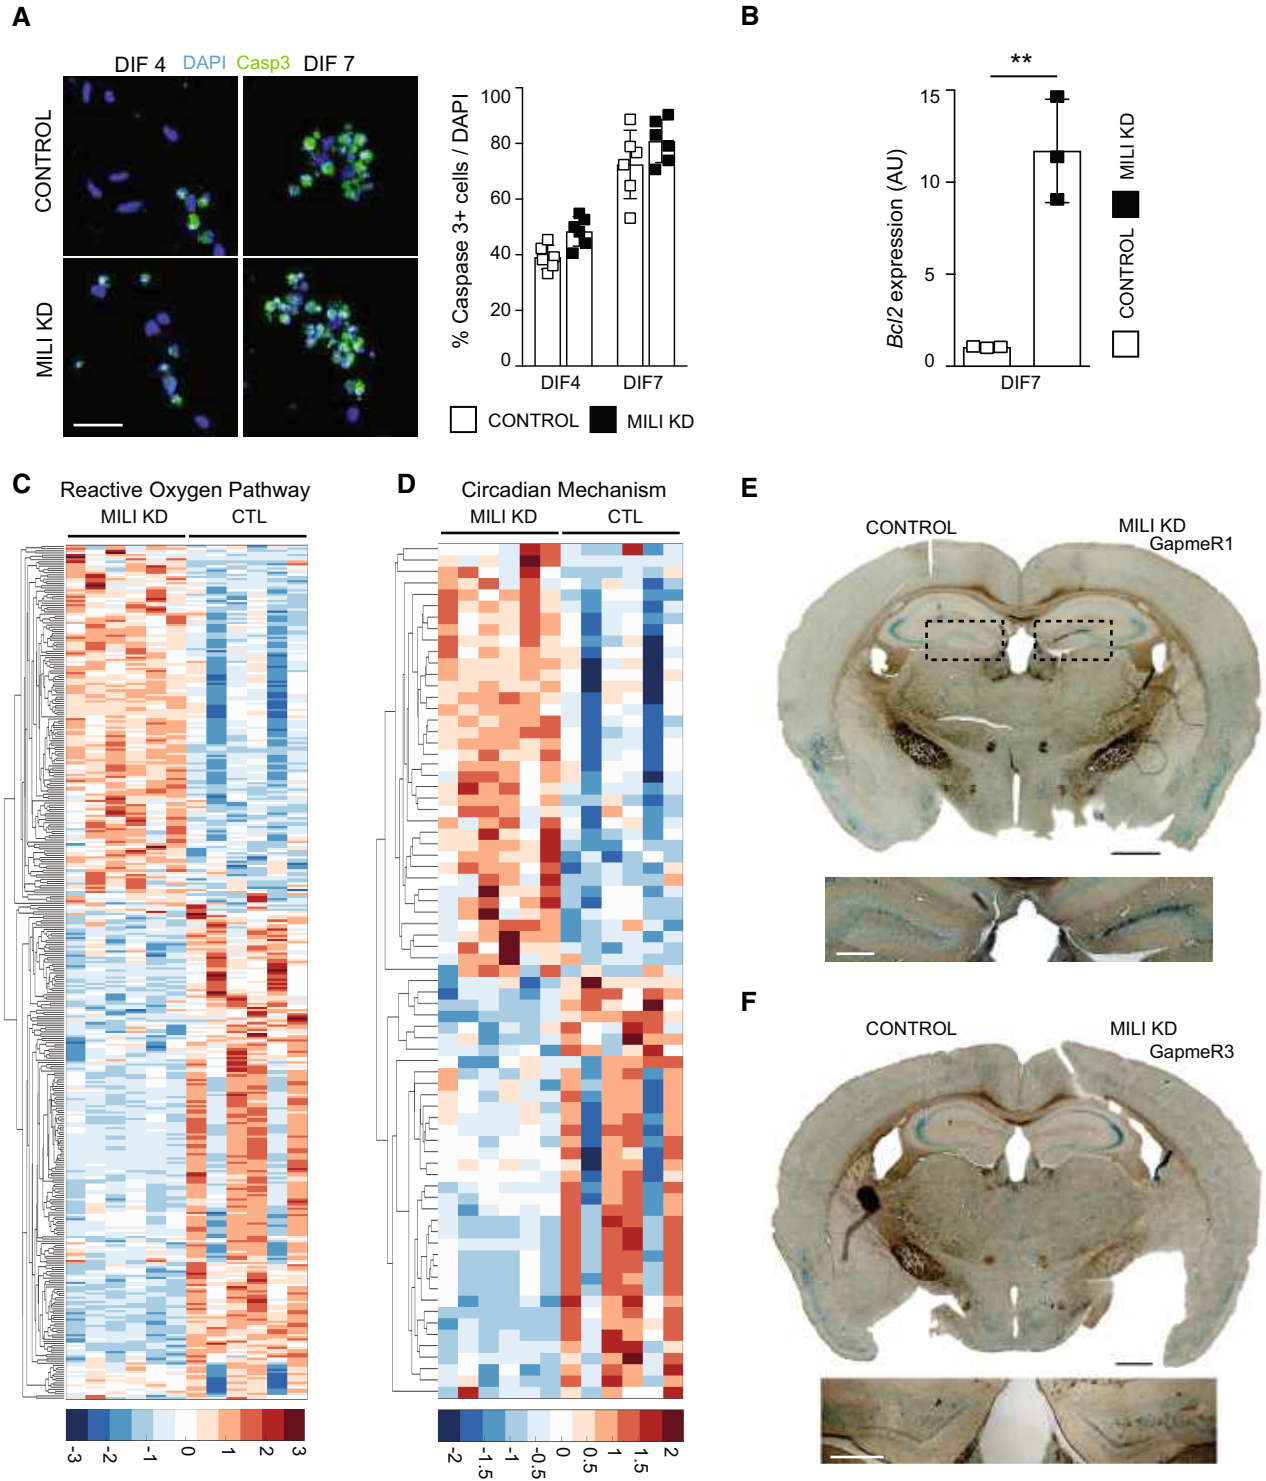 A
DIF 4 DAPI Casp3 DIF 7
CONTROL
MILI KD
% Caspase 3+ cells / DAPI
100
80
60
40
20
0
DIF4 DIF7
CONTROL MILI KD
B
**
Bcl2 expression (AU)
15
10
5
0
DIF7
MILI KD
CONTROL
C
Reactive Oxygen Pathway
MILI KD CTL
-3 -2 -1 0 1 2 3
D
Circadian Mechanism
MILI KD CTL
-2 -1.5 -1 -0.5 0 0.5 1 1.5 2
E
CONTROL MILI KD
GapmeR1
F
CONTROL MILI KD
GapmeR3